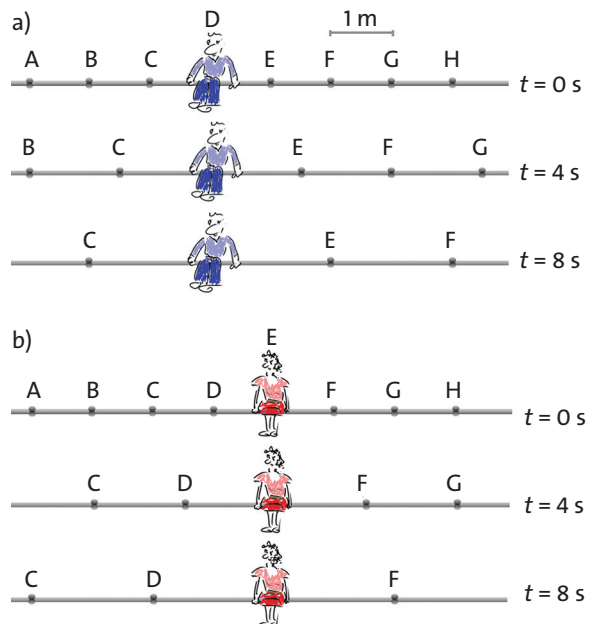 a)
D
1 m
A B C E F G H
t = 0 s
B C E F G
t = 4 s
C E F
t = 8 s
b)
E
A B C D F G H
t = 0 s
C D F G
t = 4 s
C D F
t = 8 s